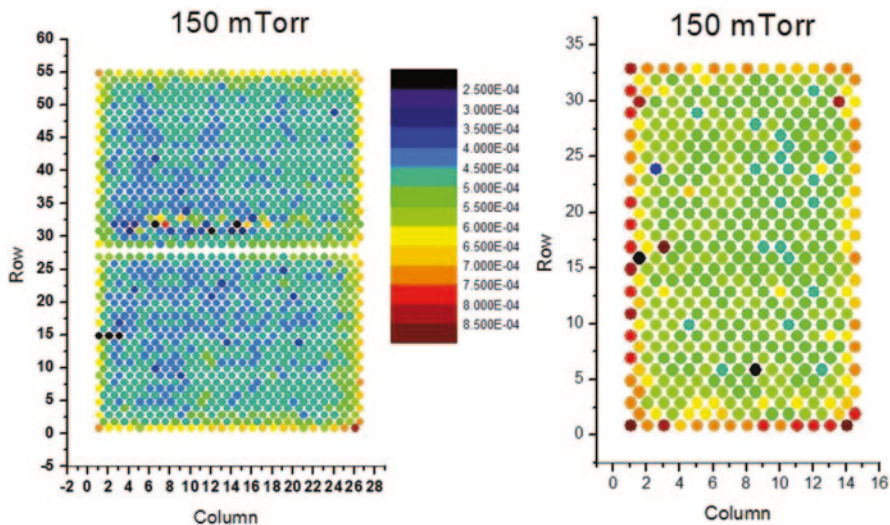 150 mTorr
60
55
50
45
40
35
30
25
20
15
10
5
0
-5
Row
-2 0 2 4 6 8 10 12 14 16 18 20 22 24 26 28
Column
2.500E-04
3.000E-04
3.500E-04
4.000E-04
4.500E-04
5.000E-04
5.500E-04
6.000E-04
6.500E-04
7.000E-04
7.500E-04
8.000E-04
8.500E-04
150 mTorr
35
30
25
20
15
10
5
0
Row
0 2 4 6 8 10 12 14 16
Column